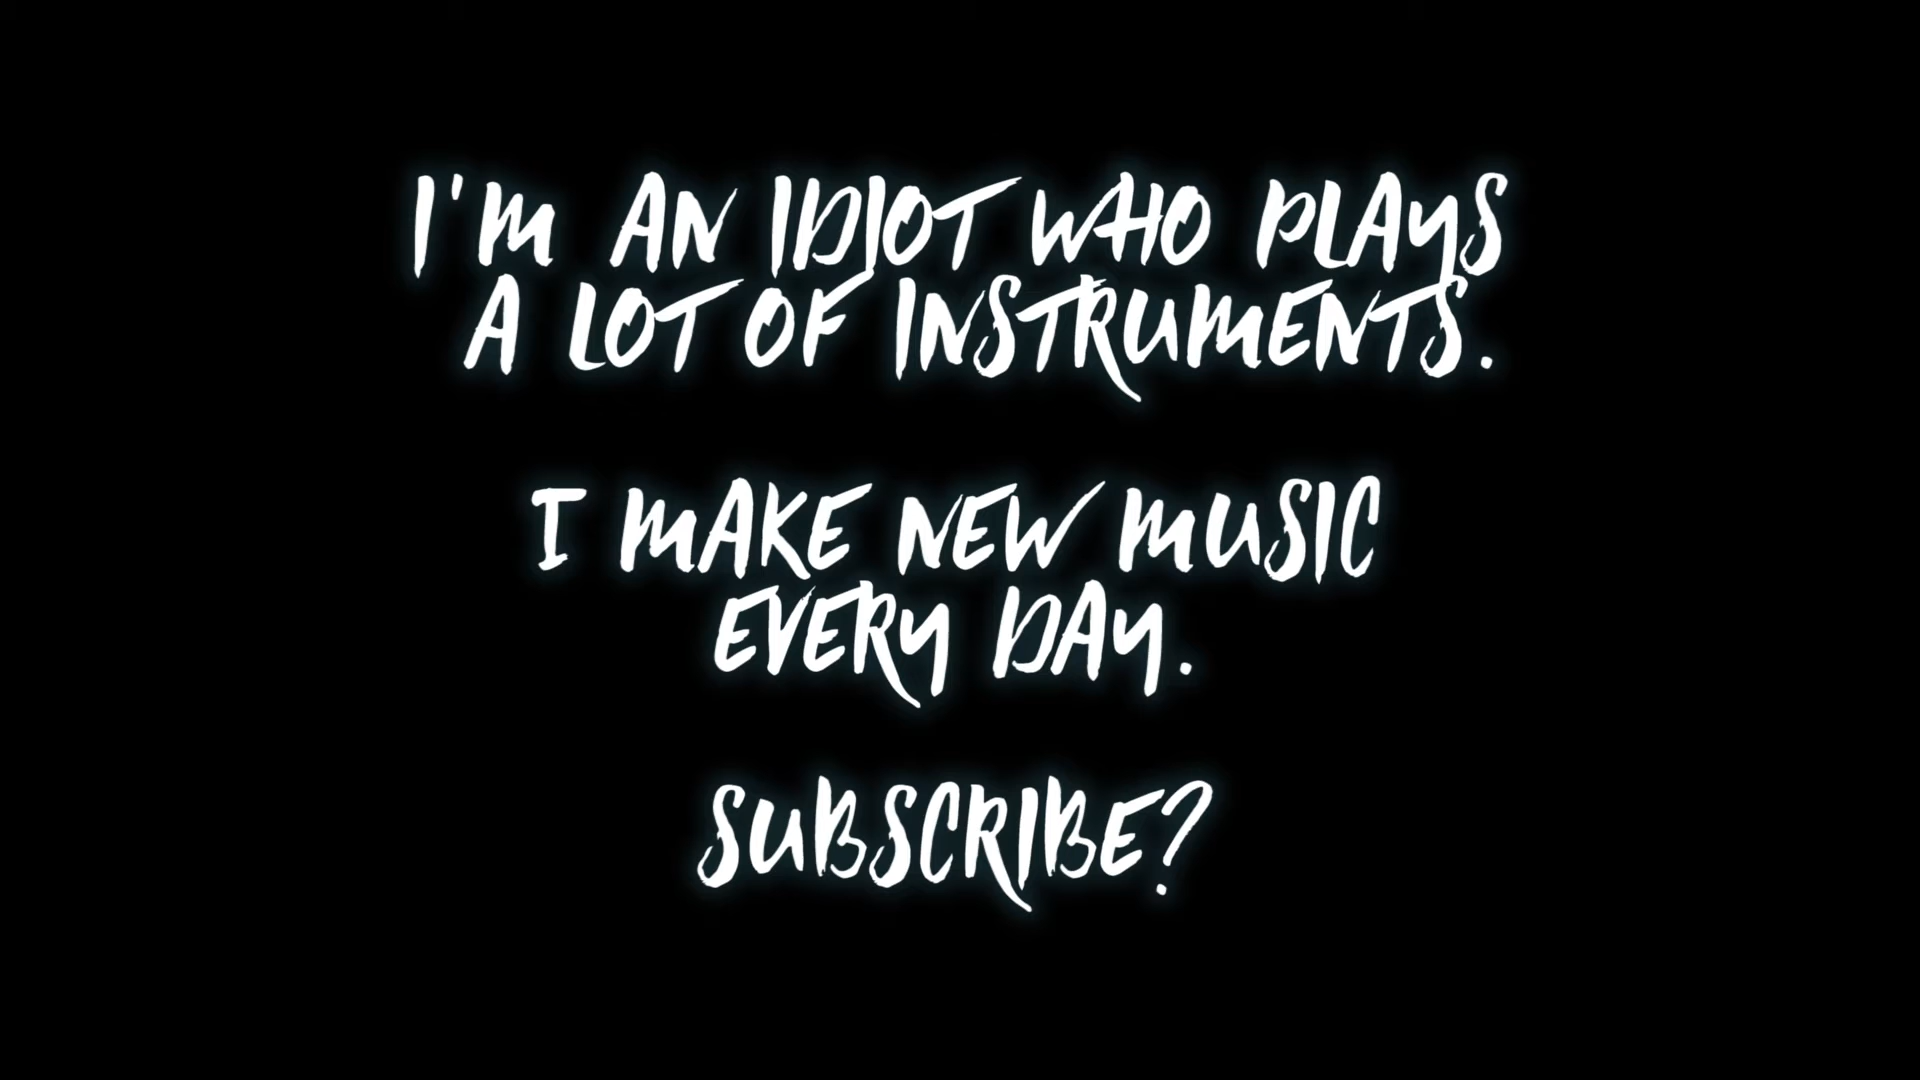 I'M AN IDIOT WHO PLAYS
A LOT OF INSTRUMENTS.
I MAKE NEW MUSIC
EVERY DAY.
SUBSCRIBE?